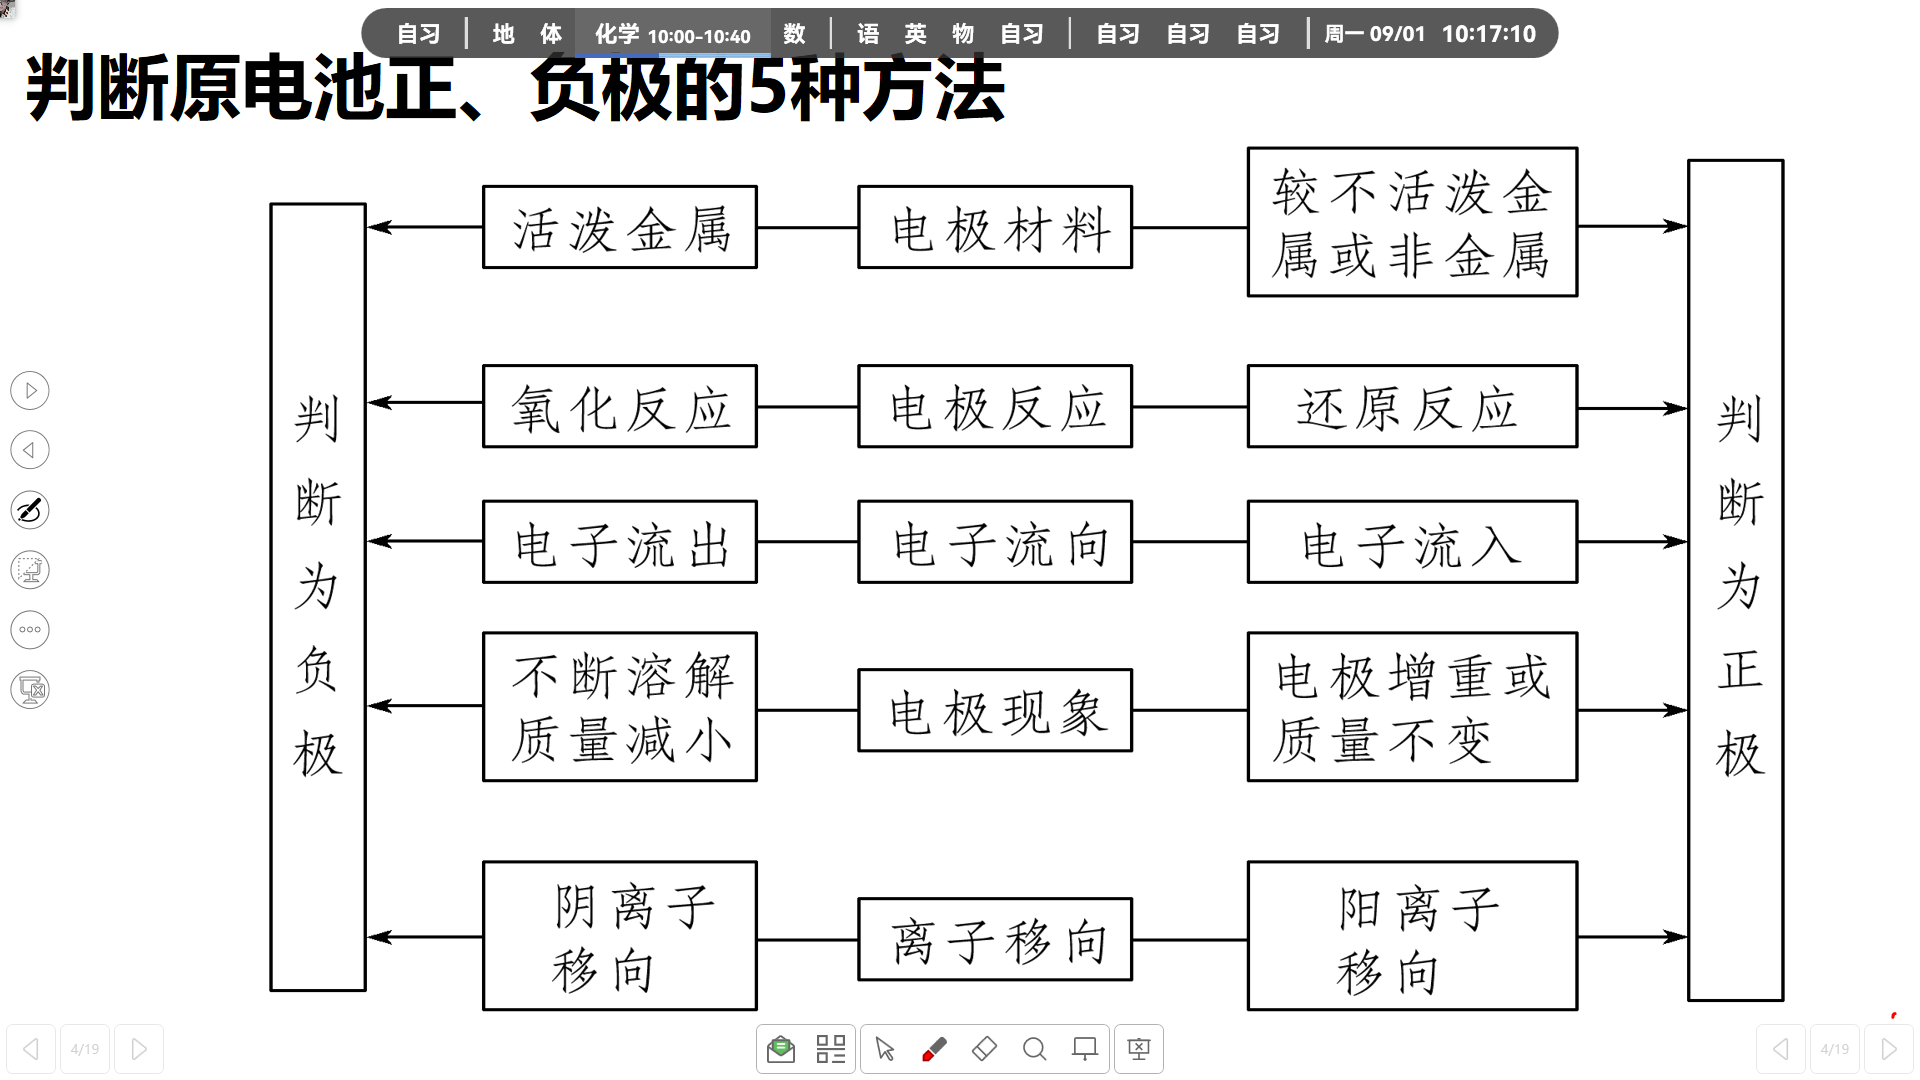 自习 | 地 体 化学 10:00-10:40 数 | 语 英 物 自习 | 自习 自习 自习 | 周一 09/01 10:17:10
判断原电池正、负极的5种方法
判断为负极
活泼金属
电极材料
较不活泼金
属或非金属
氧化反应
电极反应
还原反应
电子流出
电子流向
电子流入
不断溶解
质量减小
电极现象
电极增重或
质量不变
阴离子
移向
离子移向
阳离子
移向
判断为正极
4/19
4/19